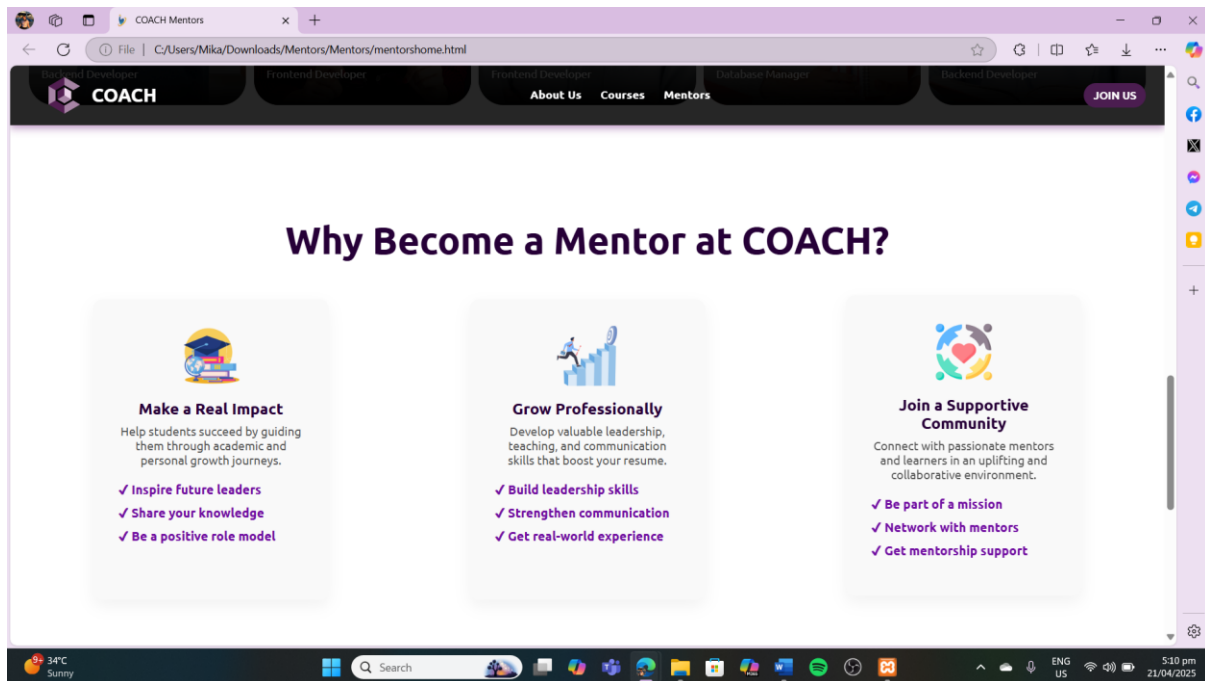 COACH Mentors
File | C:/Users/Mika/Downloads/Mentors/Mentors/mentorshome.html
Backend Developer Frontend Developer Frontend Developer Database Manager Backend Developer
COACH About Us Courses Mentors JOIN US
Why Become a Mentor at COACH?
Make a Real Impact
Help students succeed by guiding
them through academic and
personal growth journeys.
✓ Inspire future leaders
✓ Share your knowledge
✓ Be a positive role model
Grow Professionally
Develop valuable leadership,
teaching, and communication
skills that boost your resume.
✓ Build leadership skills
✓ Strengthen communication
✓ Get real-world experience
Join a Supportive
Community
Connect with passionate mentors
and learners in an uplifting and
collaborative environment.
✓ Be part of a mission
✓ Network with mentors
✓ Get mentorship support
9+
34°C
Sunny
Search
ENG
US
5:10 pm
21/04/2025